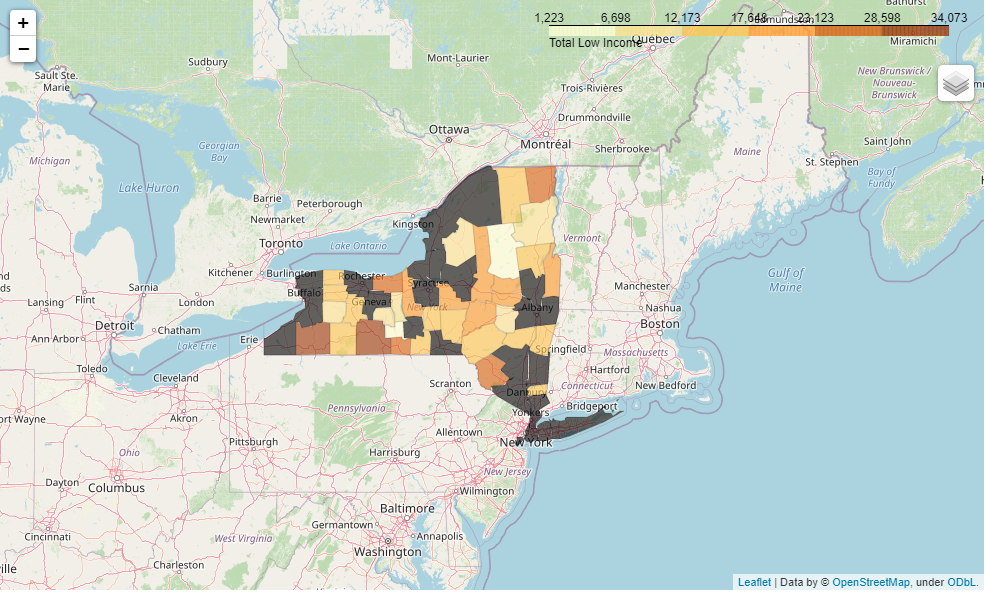 +
−
1,223 6,698 12,173 17,648 23,123 28,598 34,073
Total Low Income
Edmundston
Bathurst
Québec
Miramichi
Sudbury
Mont-Laurier
Sault Ste.
Marie
New Brunswick /
Nouveau-
Brunswick
Trois-Rivières
Drummondville
Ottawa
Montréal
Sherbrooke
Saint John
Georgian
Bay
Michigan
Maine
St. Stephen
Bay of
Fundy
Lake Huron
Barrie
Peterborough
Newmarket
Kingston
Toronto
Lake Ontario
Vermont
Kitchener
Burlington
Rochester
Syracuse
Gulf of
Maine
Sarnia
London
Buffalo
Geneva
New York
Albany
Manchester
Nashua
Lansing
Flint
Detroit
Chatham
Boston
Ann Arbor
Lake Erie
Erie
Springfield
Massachusetts
Toledo
Cleveland
Scranton
Hartford
Connecticut
New Bedford
Danbury
Bridgeport
Yonkers
ort Wayne
Akron
Pennsylvania
Allentown
New York
Pittsburgh
Harrisburg
Ohio
New Jersey
Dayton
Columbus
Wilmington
Baltimore
Germantown
Annapolis
Cincinnati
West Virginia
Washington
Charleston
ville
Leaflet | Data by © OpenStreetMap, under ODbL.